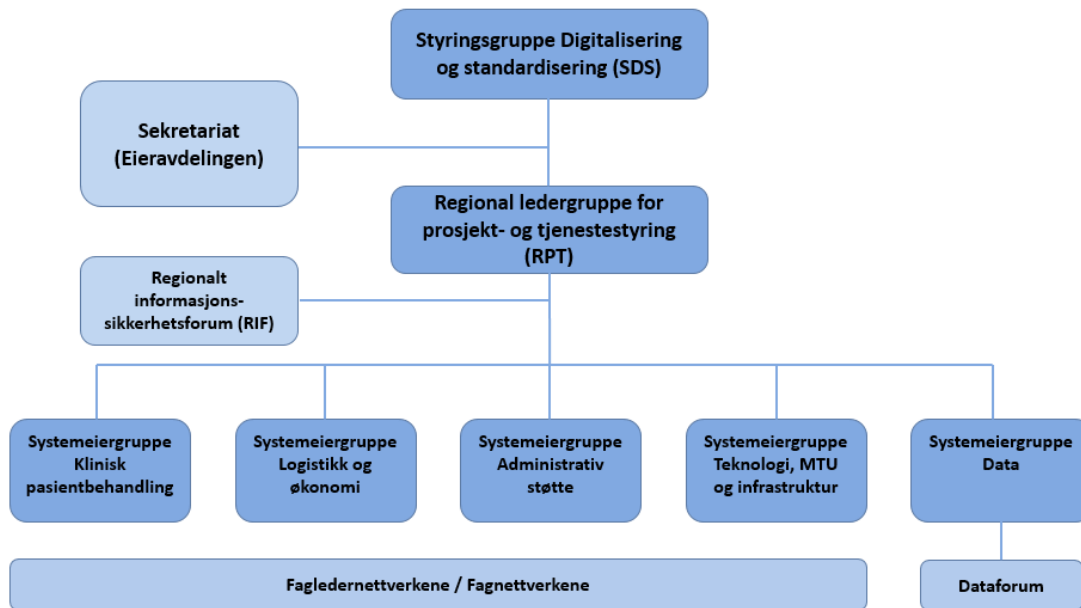 Styringsgruppe Digitalisering
og standardisering (SDS)
Sekretariat
(Eieravdelingen)
Regional ledergruppe for
prosjekt- og tjenestestyring
(RPT)
Regionalt
informasjons-
sikkerhetsforum (RIF)
Systemeiergruppe
Klinisk
pasientbehandling
Systemeiergruppe
Logistikk og
økonomi
Systemeiergruppe
Administrativ
støtte
Systemeiergruppe
Teknologi, MTU
og infrastruktur
Systemeiergruppe
Data
Fagledernettverkene / Fagnettverkene
Dataforum